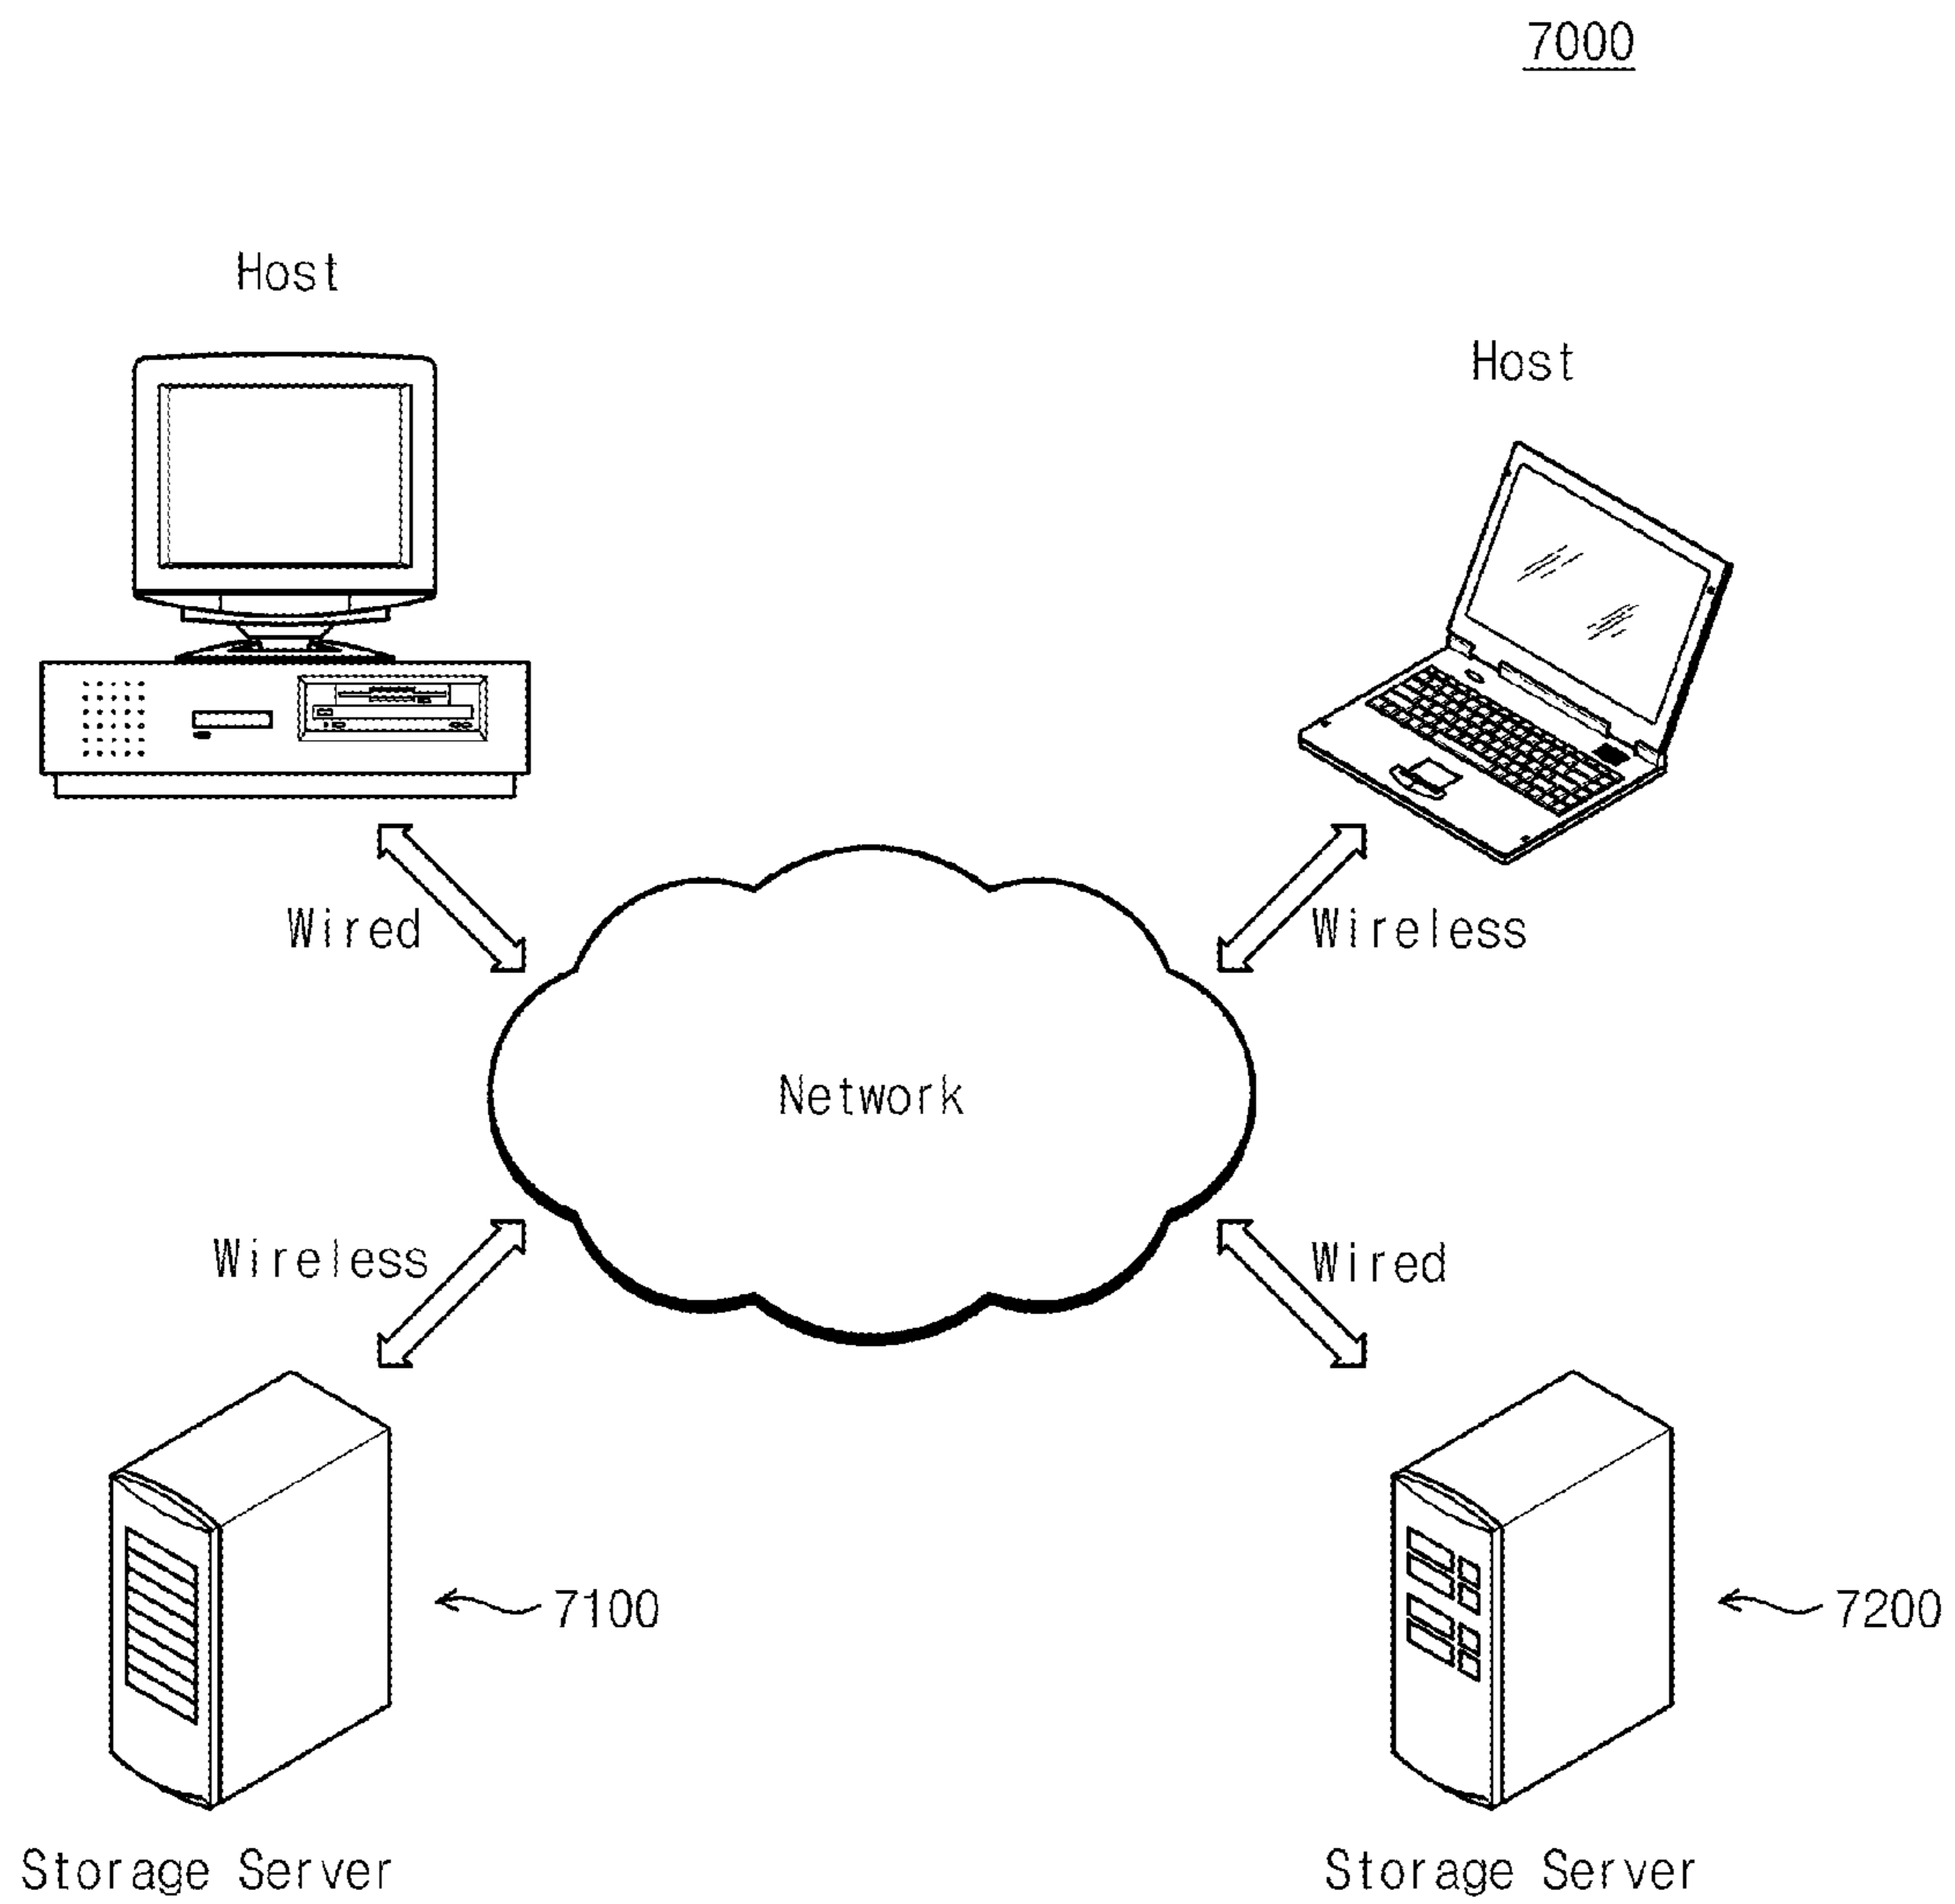 7000
Host
Host
Wired
Wireless
Network
Wireless
Wired
7100
7200
Storage Server
Storage Server